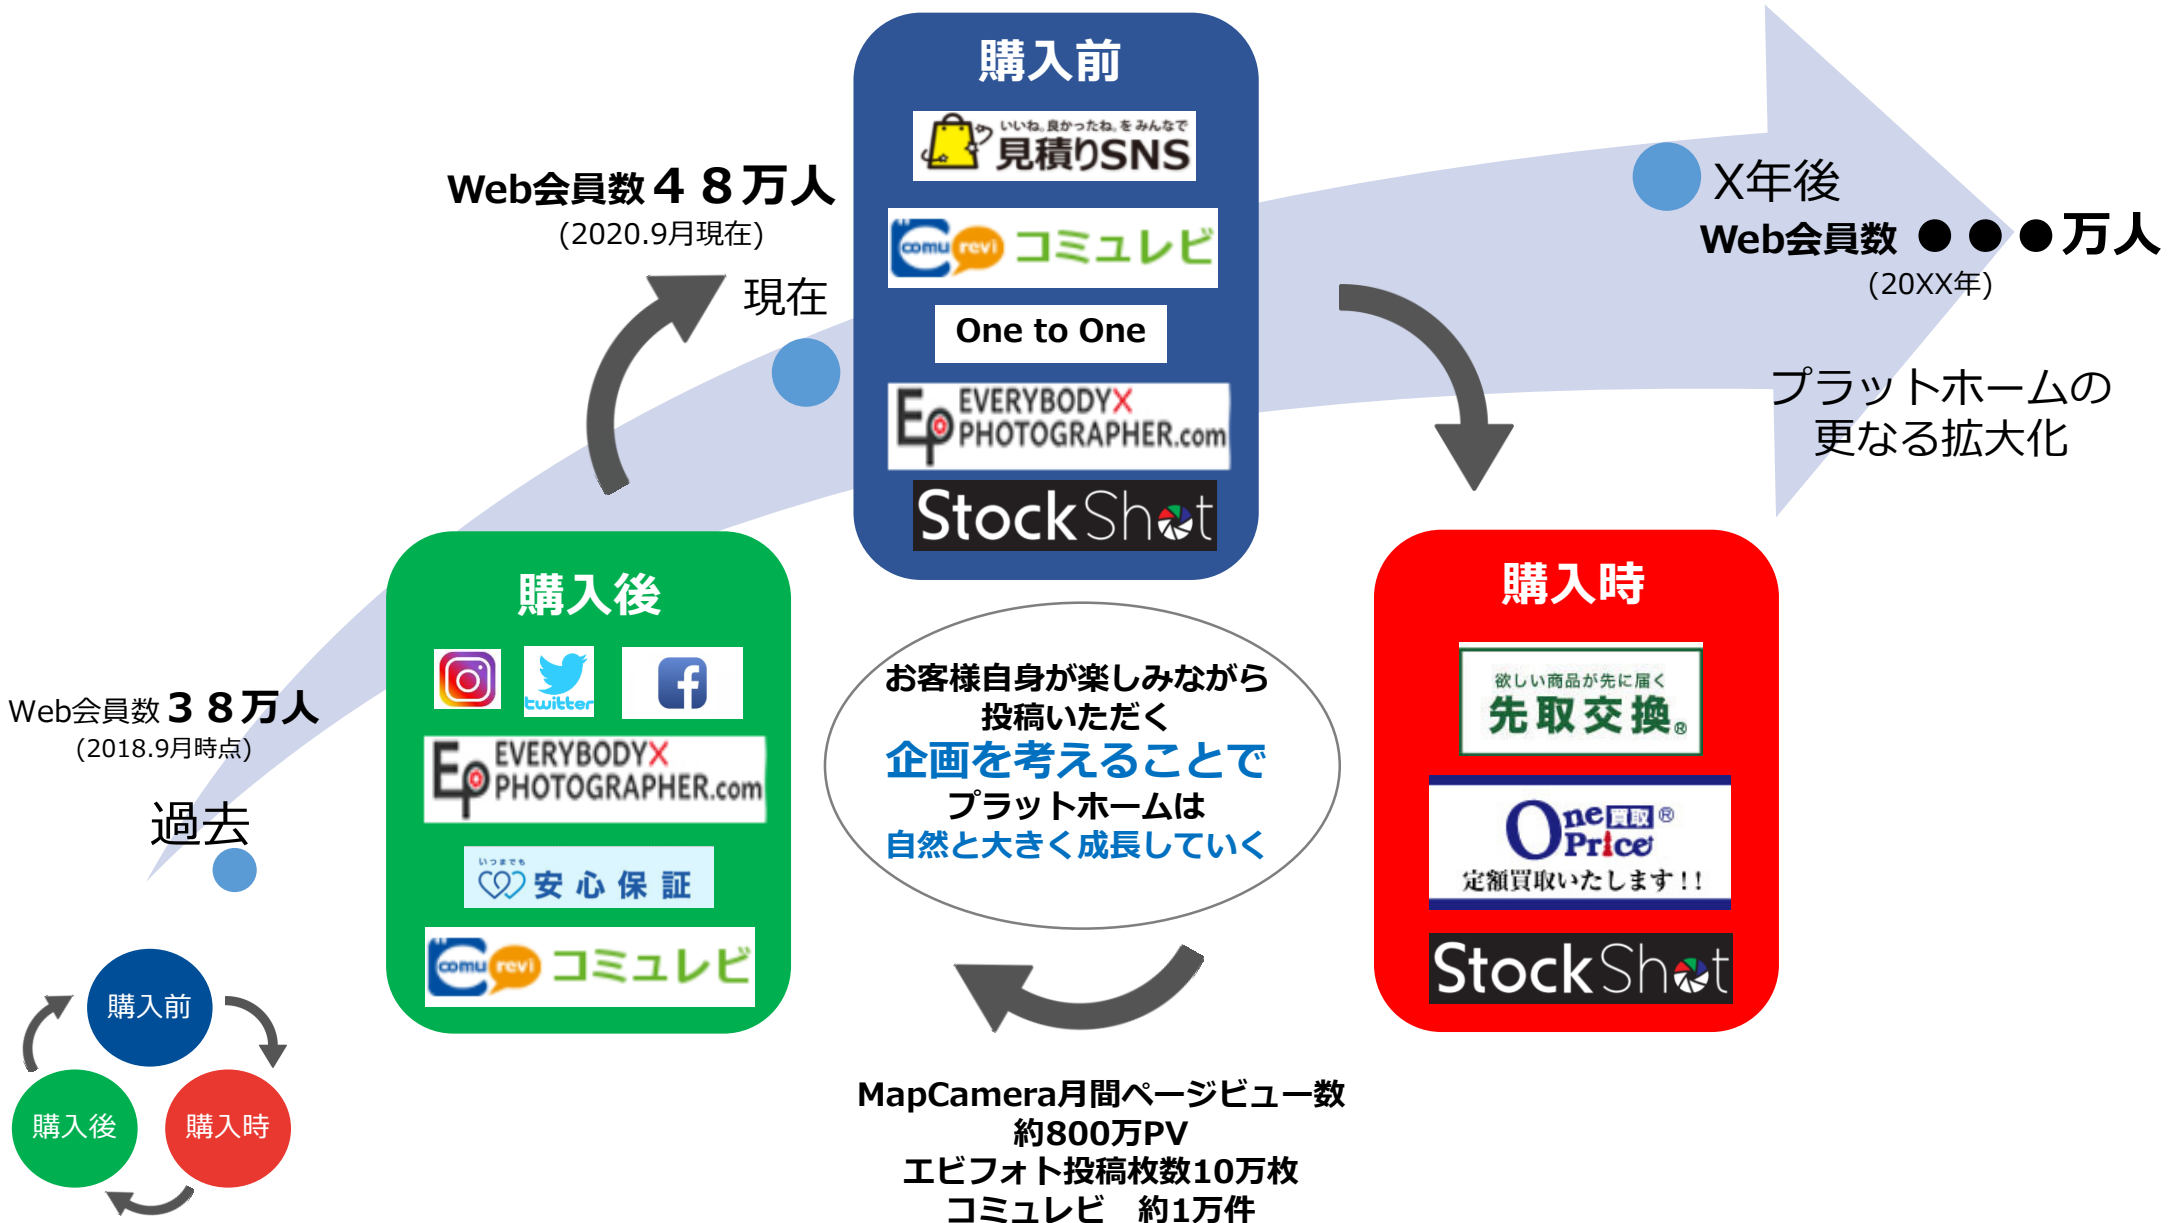 購入前
いいね。良かったね。をみんなで
見積りSNS
comu revi コミュレビ
One to One
EP EVERYBODY×
PHOTOGRAPHER.com
StockShot
Web会員数４８万人
(2020.9月現在)
現在
X年後
Web会員数 ●●●万人
(20XX年)
プラットホームの
更なる拡大化
購入後
twitter
EP EVERYBODY×
PHOTOGRAPHER.com
いつまでも
安心保証
comu revi コミュレビ
Web会員数３８万人
(2018.9月時点)
過去
お客様自身が楽しみながら
投稿いただく
企画を考えることで
プラットホームは
自然と大きく成長していく
購入時
欲しい商品が先に届く
先取交換®
One 買取®
Price
定額買取いたします!!
StockShot
購入前
購入後
購入時
MapCamera月間ページビュー数
約800万PV
エビフォト投稿枚数10万枚
コミュレビ　約1万件